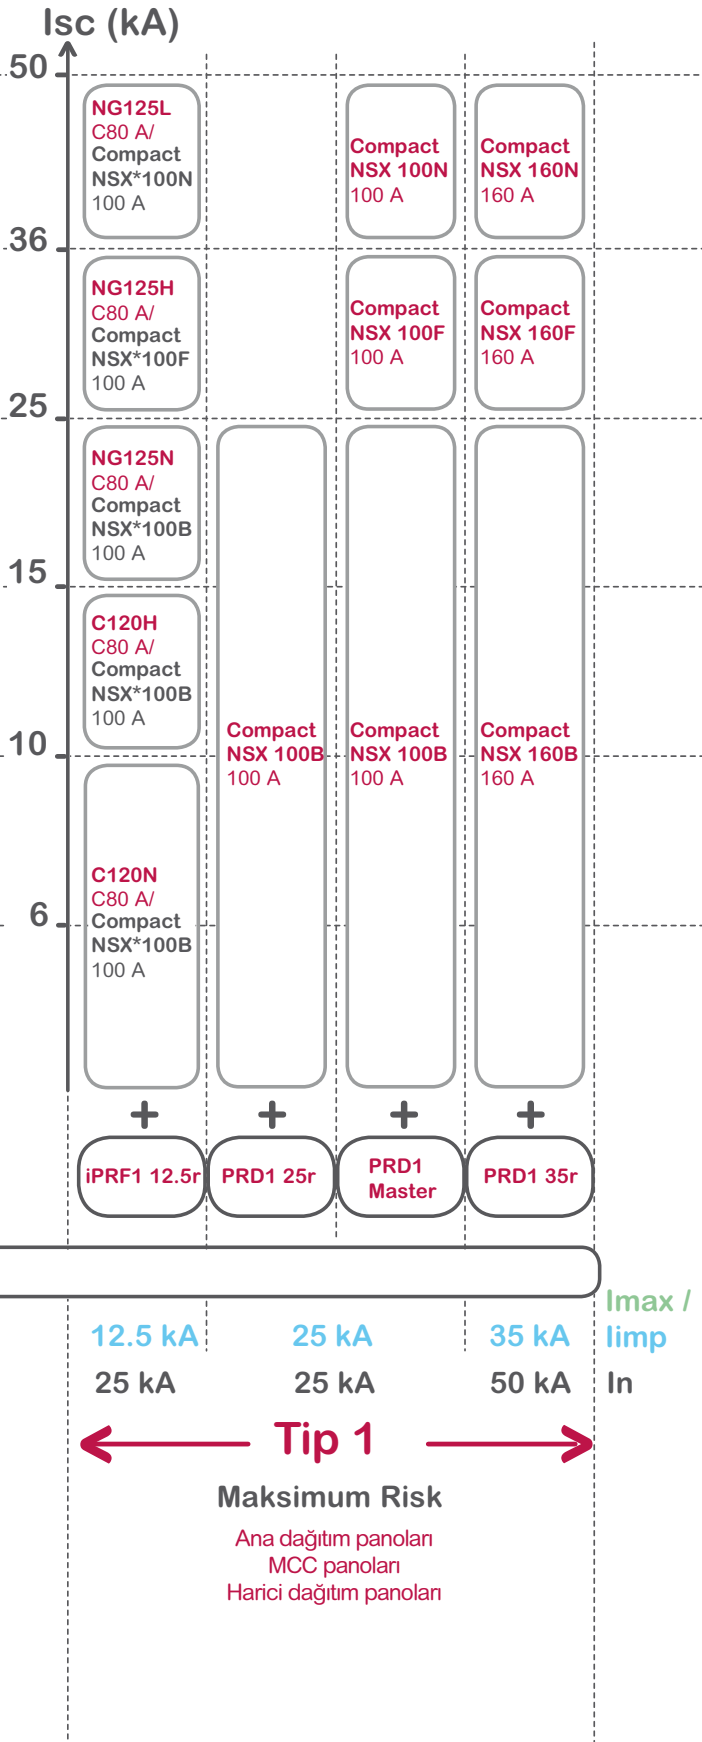 Isc (kA)
50
NG125L
C80 A/
Compact
NSX*100N
100 A
Compact
NSX 100N
100 A
Compact
NSX 160N
160 A
36
NG125H
C80 A/
Compact
NSX*100F
100 A
Compact
NSX 100F
100 A
Compact
NSX 160F
160 A
25
NG125N
C80 A/
Compact
NSX*100B
100 A
15
C120H
C80 A/
Compact
NSX*100B
100 A
10
Compact
NSX 100B
100 A
Compact
NSX 100B
100 A
Compact
NSX 160B
160 A
C120N
C80 A/
Compact
NSX*100B
100 A
6
+ + + +
iPRF1 12.5r
PRD1 25r
PRD1
Master
PRD1 35r
Imax /
12.5 kA 25 kA 35 kA Iimp
25 kA 25 kA 50 kA In
Tip 1
Maksimum Risk
Ana dağıtım panoları
MCC panoları
Harici dağıtım panoları